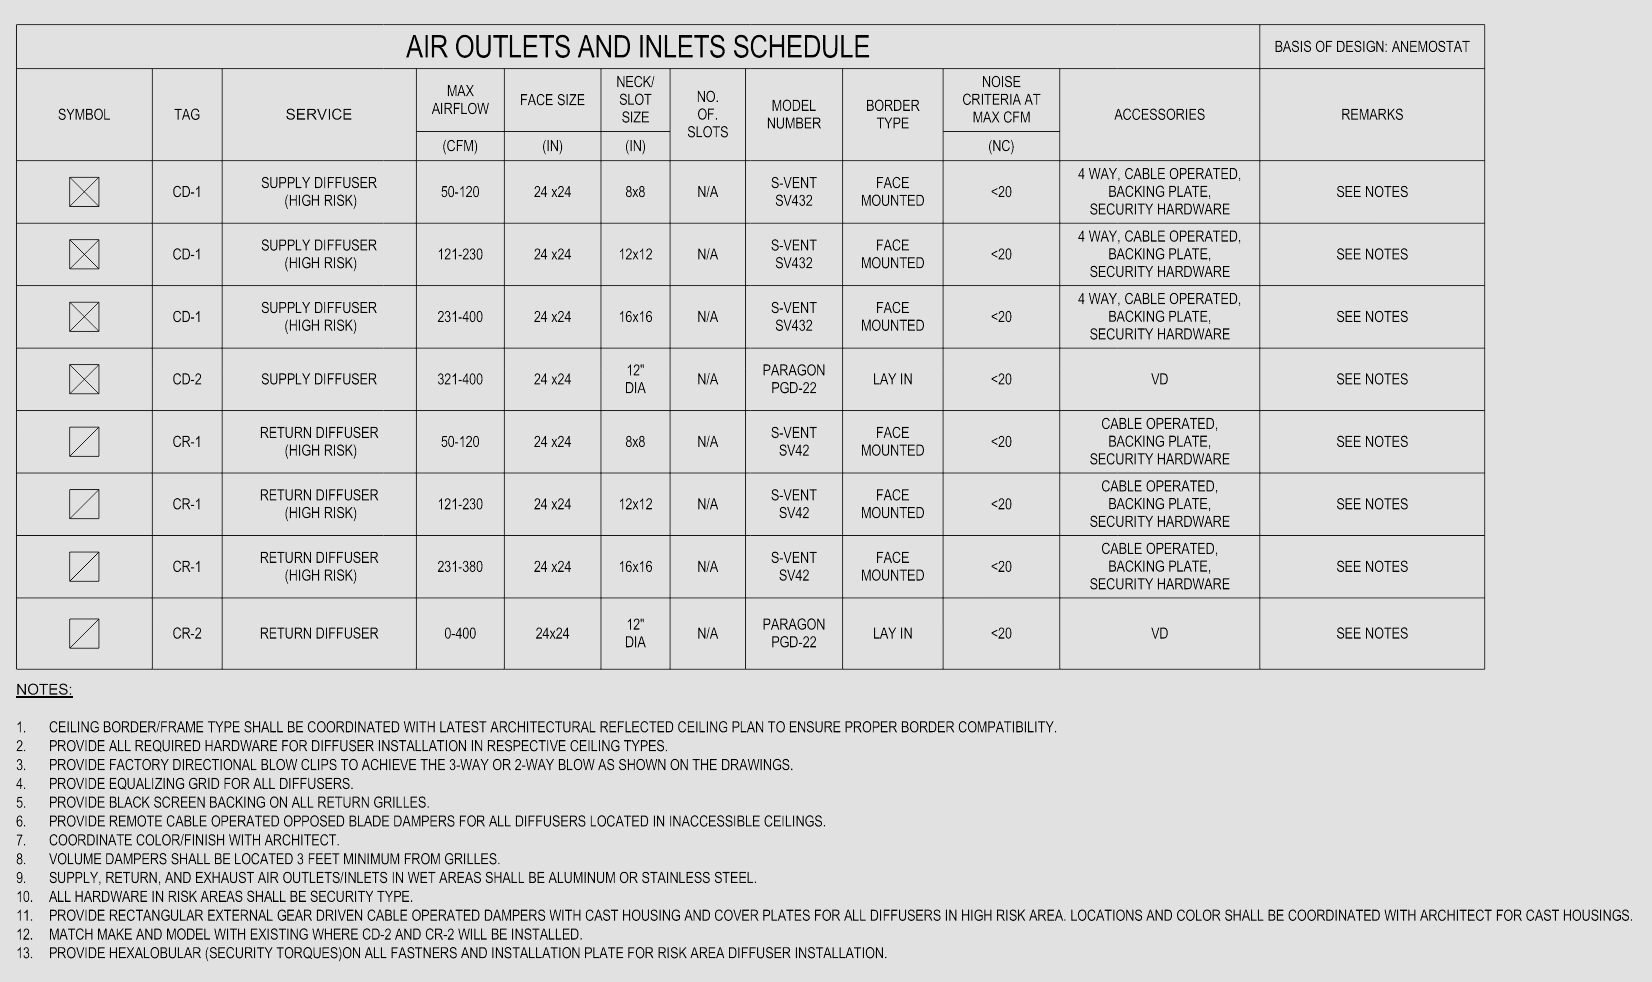 AIR OUTLETS AND INLETS SCHEDULE
BASIS OF DESIGN: ANEMOSTAT
SYMBOL
TAG
SERVICE
MAX
AIRFLOW
(CFM)
FACE SIZE
(IN)
NECK/
SLOT
SIZE
(IN)
NO.
OF.
SLOTS
MODEL
NUMBER
BORDER
TYPE
NOISE
CRITERIA AT
MAX CFM
(NC)
ACCESSORIES
REMARKS
CD-1
SUPPLY DIFFUSER
(HIGH RISK)
50-120
24 x24
8x8
N/A
S-VENT
SV432
FACE
MOUNTED
<20
4 WAY, CABLE OPERATED,
BACKING PLATE,
SECURITY HARDWARE
SEE NOTES
CD-1
SUPPLY DIFFUSER
(HIGH RISK)
121-230
24 x24
12x12
N/A
S-VENT
SV432
FACE
MOUNTED
<20
4 WAY, CABLE OPERATED,
BACKING PLATE,
SECURITY HARDWARE
SEE NOTES
CD-1
SUPPLY DIFFUSER
(HIGH RISK)
231-400
24 x24
16x16
N/A
S-VENT
SV432
FACE
MOUNTED
<20
4 WAY, CABLE OPERATED,
BACKING PLATE,
SECURITY HARDWARE
SEE NOTES
CD-2
SUPPLY DIFFUSER
321-400
24 x24
12"
DIA
N/A
PARAGON
PGD-22
LAY IN
<20
VD
SEE NOTES
CR-1
RETURN DIFFUSER
(HIGH RISK)
50-120
24 x24
8x8
N/A
S-VENT
SV42
FACE
MOUNTED
<20
CABLE OPERATED,
BACKING PLATE,
SECURITY HARDWARE
SEE NOTES
CR-1
RETURN DIFFUSER
(HIGH RISK)
121-230
24 x24
12x12
N/A
S-VENT
SV42
FACE
MOUNTED
<20
CABLE OPERATED,
BACKING PLATE,
SECURITY HARDWARE
SEE NOTES
CR-1
RETURN DIFFUSER
(HIGH RISK)
231-380
24 x24
16x16
N/A
S-VENT
SV42
FACE
MOUNTED
<20
CABLE OPERATED,
BACKING PLATE,
SECURITY HARDWARE
SEE NOTES
CR-2
RETURN DIFFUSER
0-400
24x24
12"
DIA
N/A
PARAGON
PGD-22
LAY IN
<20
VD
SEE NOTES
NOTES:
1. CEILING BORDER/FRAME TYPE SHALL BE COORDINATED WITH LATEST ARCHITECTURAL REFLECTED CEILING PLAN TO ENSURE PROPER BORDER COMPATIBILITY.
2. PROVIDE ALL REQUIRED HARDWARE FOR DIFFUSER INSTALLATION IN RESPECTIVE CEILING TYPES.
3. PROVIDE FACTORY DIRECTIONAL BLOW CLIPS TO ACHIEVE THE 3-WAY OR 2-WAY BLOW AS SHOWN ON THE DRAWINGS.
4. PROVIDE EQUALIZING GRID FOR ALL DIFFUSERS.
5. PROVIDE BLACK SCREEN BACKING ON ALL RETURN GRILLES.
6. PROVIDE REMOTE CABLE OPERATED OPPOSED BLADE DAMPERS FOR ALL DIFFUSERS LOCATED IN INACCESSIBLE CEILINGS.
7. COORDINATE COLOR/FINISH WITH ARCHITECT.
8. VOLUME DAMPERS SHALL BE LOCATED 3 FEET MINIMUM FROM GRILLES.
9. SUPPLY, RETURN, AND EXHAUST AIR OUTLETS/INLETS IN WET AREAS SHALL BE ALUMINUM OR STAINLESS STEEL.
10. ALL HARDWARE IN RISK AREAS SHALL BE SECURITY TYPE.
11. PROVIDE RECTANGULAR EXTERNAL GEAR DRIVEN CABLE OPERATED DAMPERS WITH CAST HOUSING AND COVER PLATES FOR ALL DIFFUSERS IN HIGH RISK AREA. LOCATIONS AND COLOR SHALL BE COORDINATED WITH ARCHITECT FOR CAST HOUSINGS.
12. MATCH MAKE AND MODEL WITH EXISTING WHERE CD-2 AND CR-2 WILL BE INSTALLED.
13. PROVIDE HEXALOBULAR (SECURITY TORQUES)ON ALL FASTNERS AND INSTALLATION PLATE FOR RISK AREA DIFFUSER INSTALLATION.